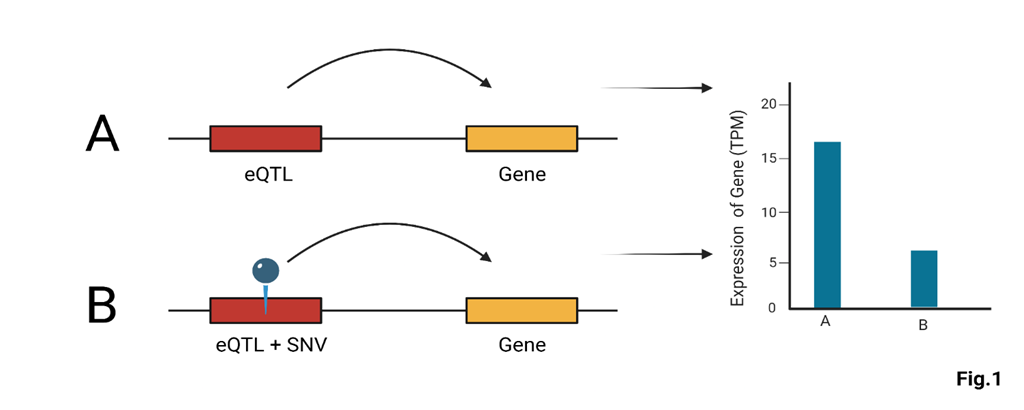 A
eQTL
Gene
B
eQTL + SNV
Gene
Expression of Gene (TPM)
20
15
10
5
0
A
B
Fig.1